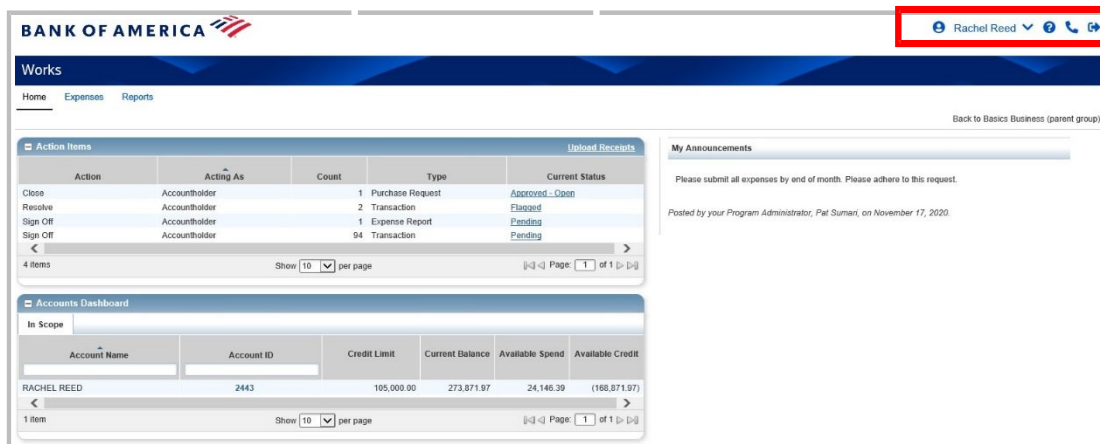 BANK OF AMERICA
Rachel Reed
Works
Home Expenses Reports
Back to Basics Business (parent group)
Action Items Upload Receipts
Action Acting As Count Type Current Status
Close Accountholder 1 Purchase Request Approved - Open
Resolve Accountholder 2 Transaction Flagged
Sign Off Accountholder 1 Expense Report Pending
Sign Off Accountholder 94 Transaction Pending
4 items Show 10 per page Page: 1 of 1
My Announcements
Please submit all expenses by end of month. Please adhere to this request.
Posted by your Program Administrator, Pat Sumari, on November 17, 2020.
Accounts Dashboard
In Scope
Account Name Account ID Credit Limit Current Balance Available Spend Available Credit
RACHEL REED 2443 105,000.00 273,871.97 24,146.39 (168,871.97)
1 item Show 10 per page Page: 1 of 1